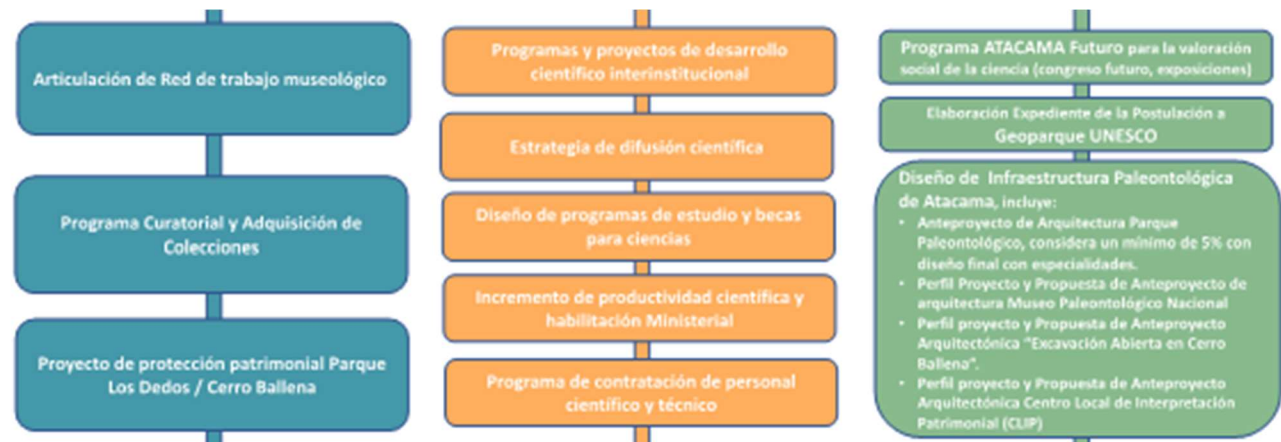 Articulación de Red de trabajo museológico
Programa Curatorial y Adquisición de
Colecciones
Proyecto de protección patrimonial Parque
Los Dedos / Cerro Ballena
Programas y proyectos de desarrollo
científico interinstitucional
Estrategia de difusión científica
Diseño de programas de estudio y becas
para ciencias
Incremento de productividad científica y
habilitación Ministerial
Programa de contratación de personal
científico y técnico
Programa ATACAMA Futuro para la valoración
social de la ciencia (congreso futuro, exposiciones)
Elaboración Expediente de la Postulación a
Geoparque UNESCO
Diseño de Infraestructura Paleontológica
de Atacama, incluye:
• Anteproyecto de Arquitectura Parque
Paleontológico, considera un mínimo de 5% con
diseño final con especialidades.
• Perfil Proyecto y Propuesta de Anteproyecto de
arquitectura Museo Paleontológico Nacional
• Perfil proyecto y Propuesta de Anteproyecto
Arquitectónica "Excavación Abierta en Cerro
Ballena".
• Perfil proyecto y Propuesta de Anteproyecto
Arquitectónica Centro Local de Interpretación
Patrimonial (CLIP)